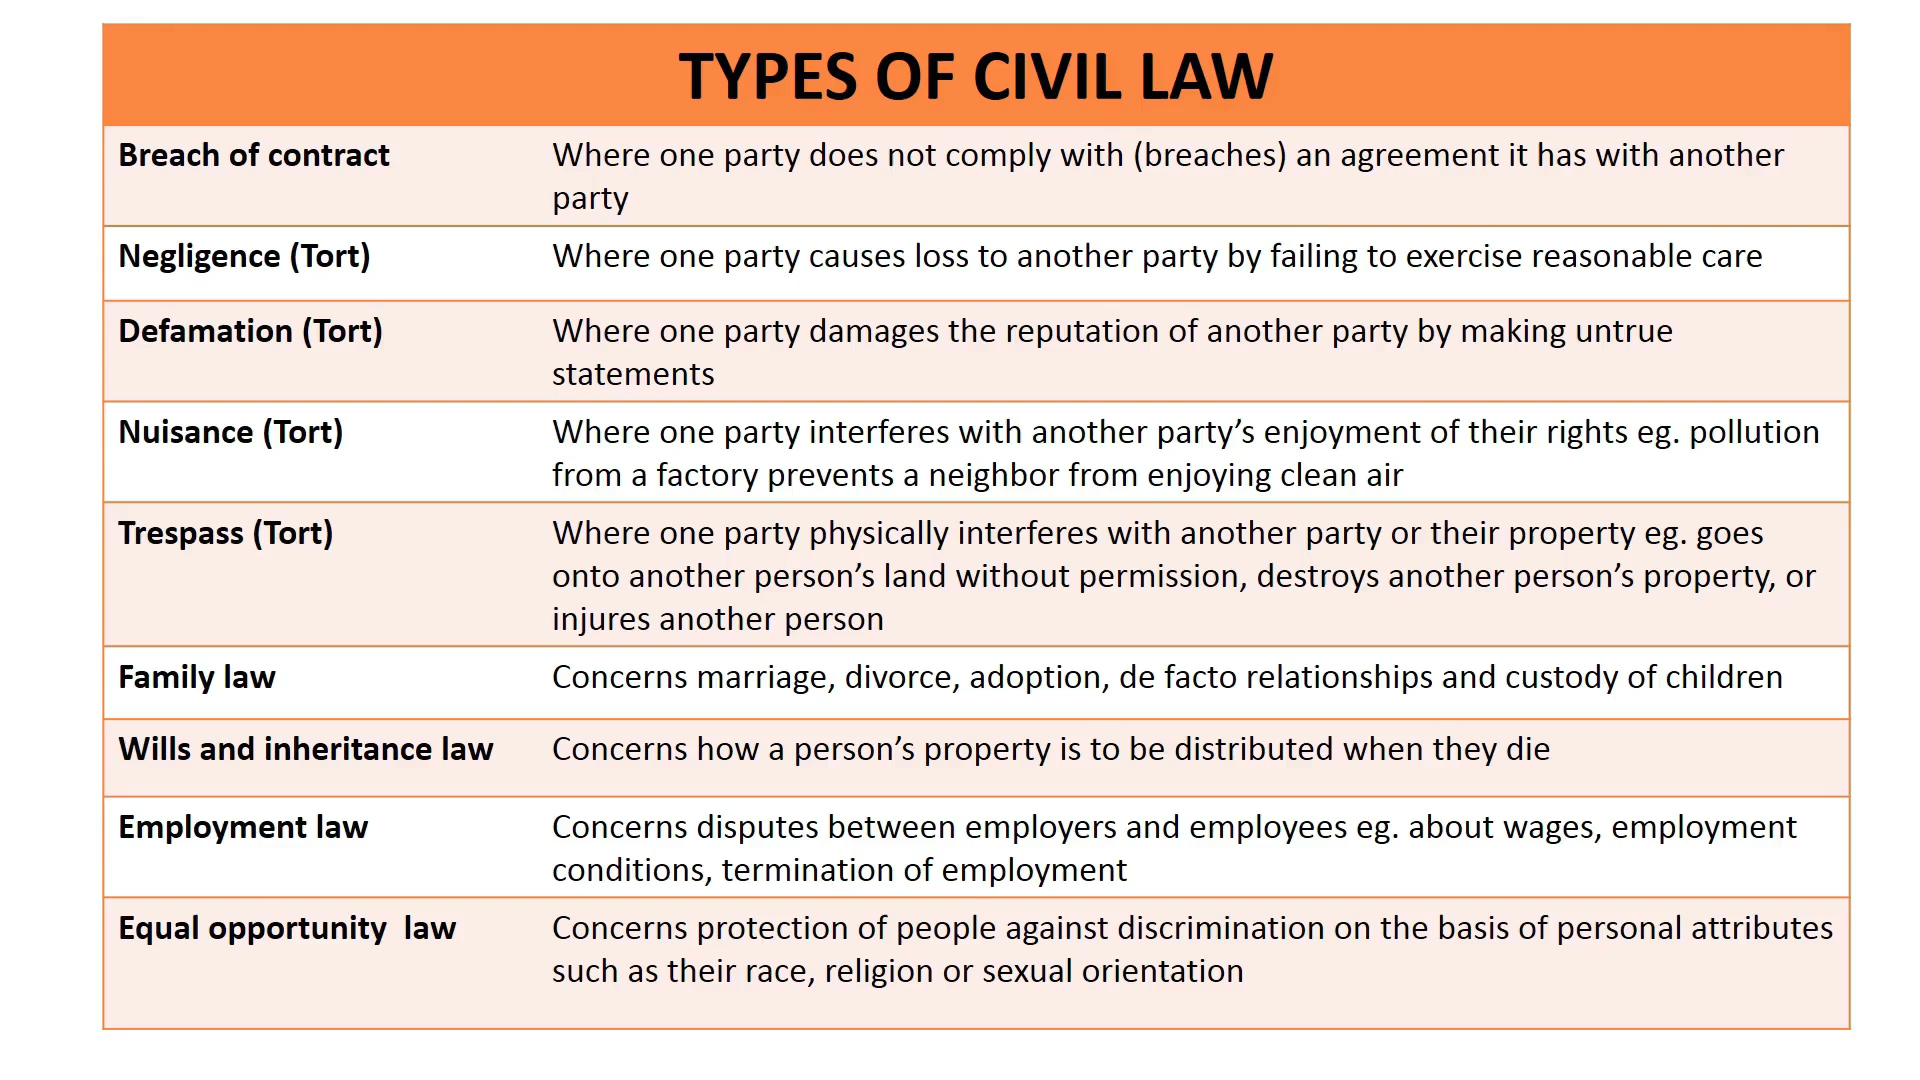 TYPES OF CIVIL LAW
Breach of contract
Where one party does not comply with (breaches) an agreement it has with another
party
Negligence (Tort)
Where one party causes loss to another party by failing to exercise reasonable care
Defamation (Tort)
Where one party damages the reputation of another party by making untrue
statements
Nuisance (Tort)
Where one party interferes with another party’s enjoyment of their rights eg. pollution
from a factory prevents a neighbor from enjoying clean air
Trespass (Tort)
Where one party physically interferes with another party or their property eg. goes
onto another person’s land without permission, destroys another person’s property, or
injures another person
Family law
Concerns marriage, divorce, adoption, de facto relationships and custody of children
Wills and inheritance law
Concerns how a person’s property is to be distributed when they die
Employment law
Concerns disputes between employers and employees eg. about wages, employment
conditions, termination of employment
Equal opportunity  law
Concerns protection of people against discrimination on the basis of personal attributes
such as their race, religion or sexual orientation